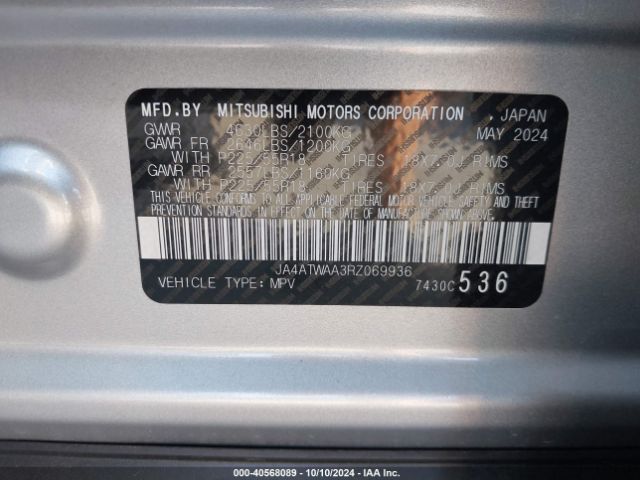 MFD.BY MITSUBISHI MOTORS CORPORATION , JAPAN
GVWR 4630LBS/2100KG MAY 2024
GAWR FR 2646LBS/1200KG
WITH P225/55R18 TIRES 18X7.0J RIMS
GAWR RR 2557LBS/1160KG
WITH P225/55R18 TIRES 18X7.0J RIMS
THIS VEHICLE CONFORMS TO ALL APPLICABLE FEDERAL MOTOR VEHICLE SAFETY AND THEFT
PREVENTION STANDARDS IN EFFECT ON THE DATE OF MANUFACTURE SHOWN ABOVE.
JA4ATWAA3RZ069936
VEHICLE TYPE: MPV 7430C 536
000-40568089 - 10/10/2024 - IAA Inc.